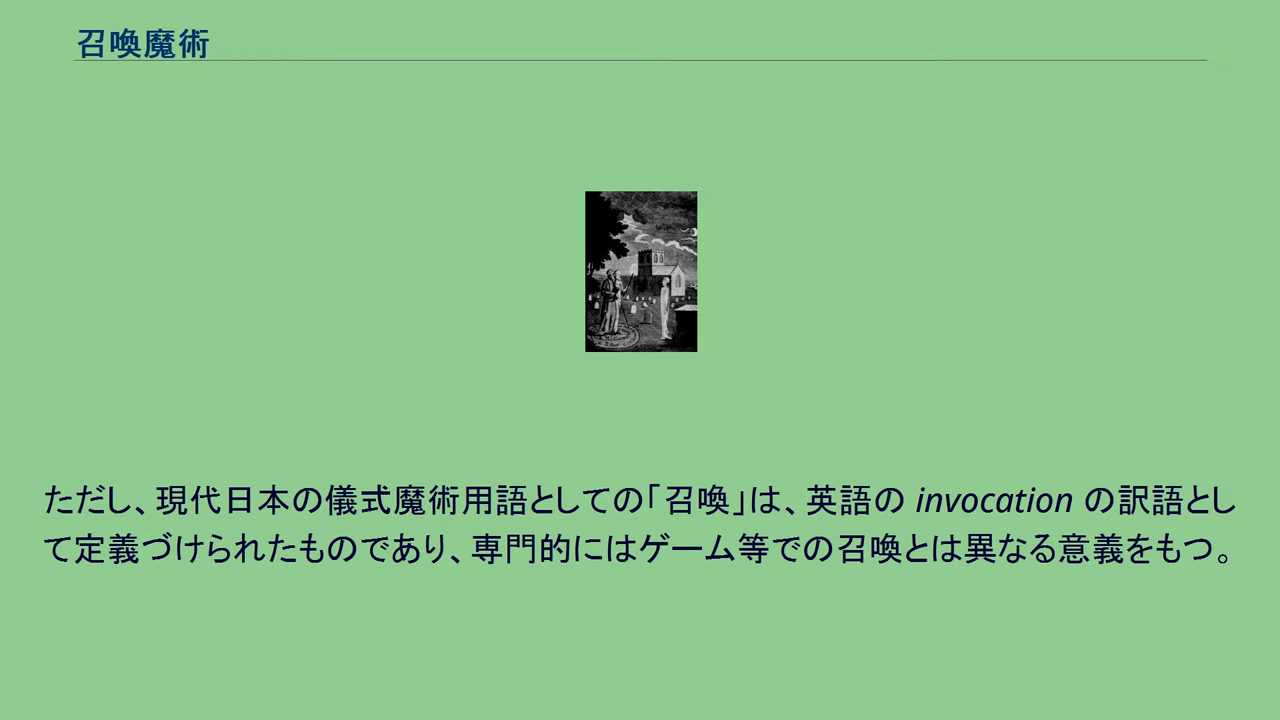 召喚魔術
ただし、現代日本の儀式魔術用語としての「召喚」は、英語の invocation の訳語とし
て定義づけられたものであり、専門的にはゲーム等での召喚とは異なる意義をもつ。